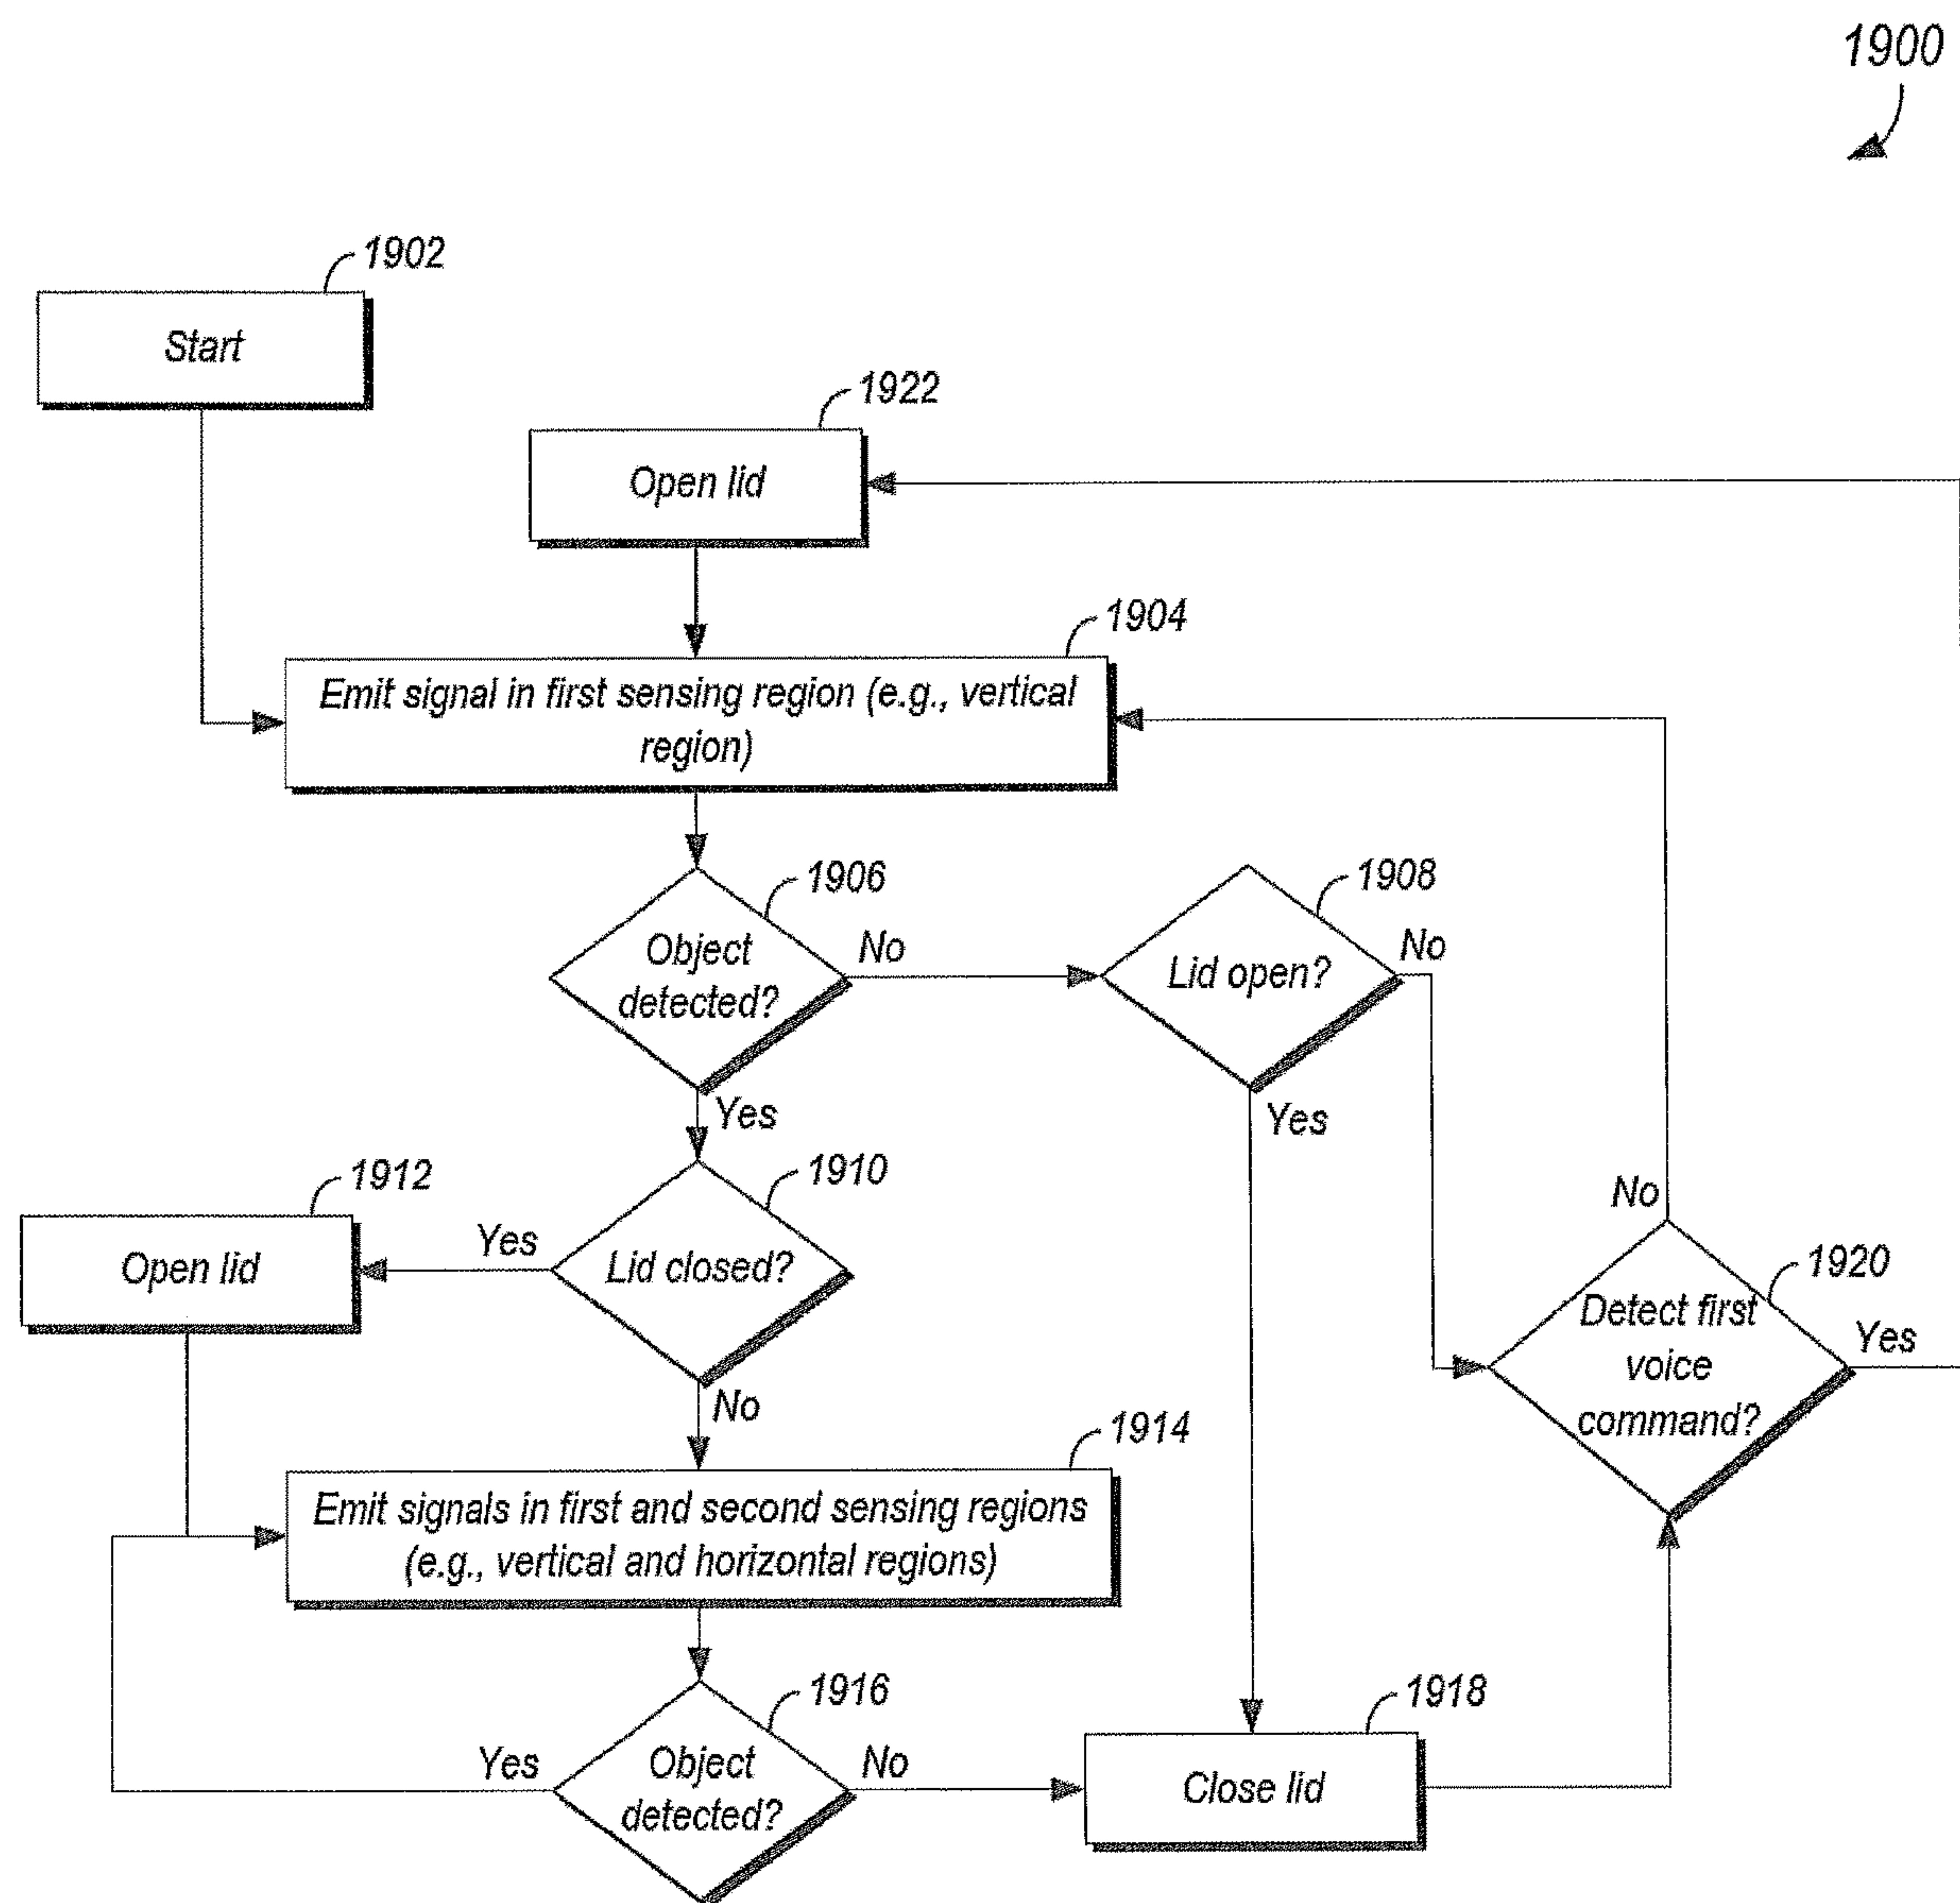 1900
1902
Start
1922
Open lid
1904
Emit signal in first sensing region (e.g., vertical
region)
1906
Object
detected?
No
Yes
1908
Lid open?
No
Yes
1910
Lid closed?
Yes
No
1912
Open lid
1914
Emit signals in first and second sensing regions
(e.g., vertical and horizontal regions)
1916
Object
detected?
Yes
No
1918
Close lid
No
1920
Detect first
voice
command?
Yes